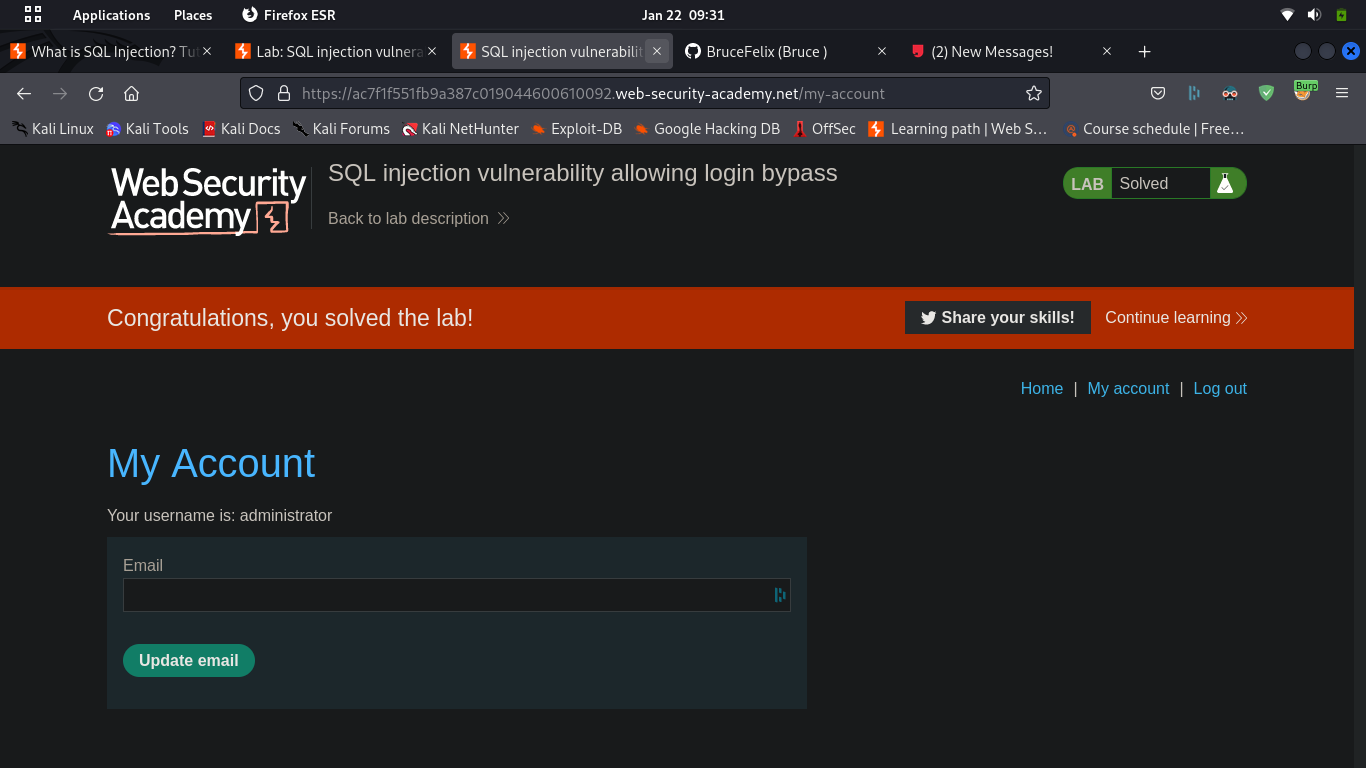 Applications Places Firefox ESR Jan 22 09:31
What is SQL Injection? Tu Lab: SQL injection vulnera SQL injection vulnerabilit BruceFelix (Bruce ) (2) New Messages!
https://ac7f1f551fb9a387c019044600610092.web-security-academy.net/my-account Burp
Kali Linux Kali Tools Kali Docs Kali Forums Kali NetHunter Exploit-DB Google Hacking DB OffSec Learning path | Web S… Course schedule | Free…
Web Security
Academy
SQL injection vulnerability allowing login bypass
Back to lab description
LAB Solved
Congratulations, you solved the lab! Share your skills! Continue learning
Home | My account | Log out
My Account
Your username is: administrator
Email
Update email